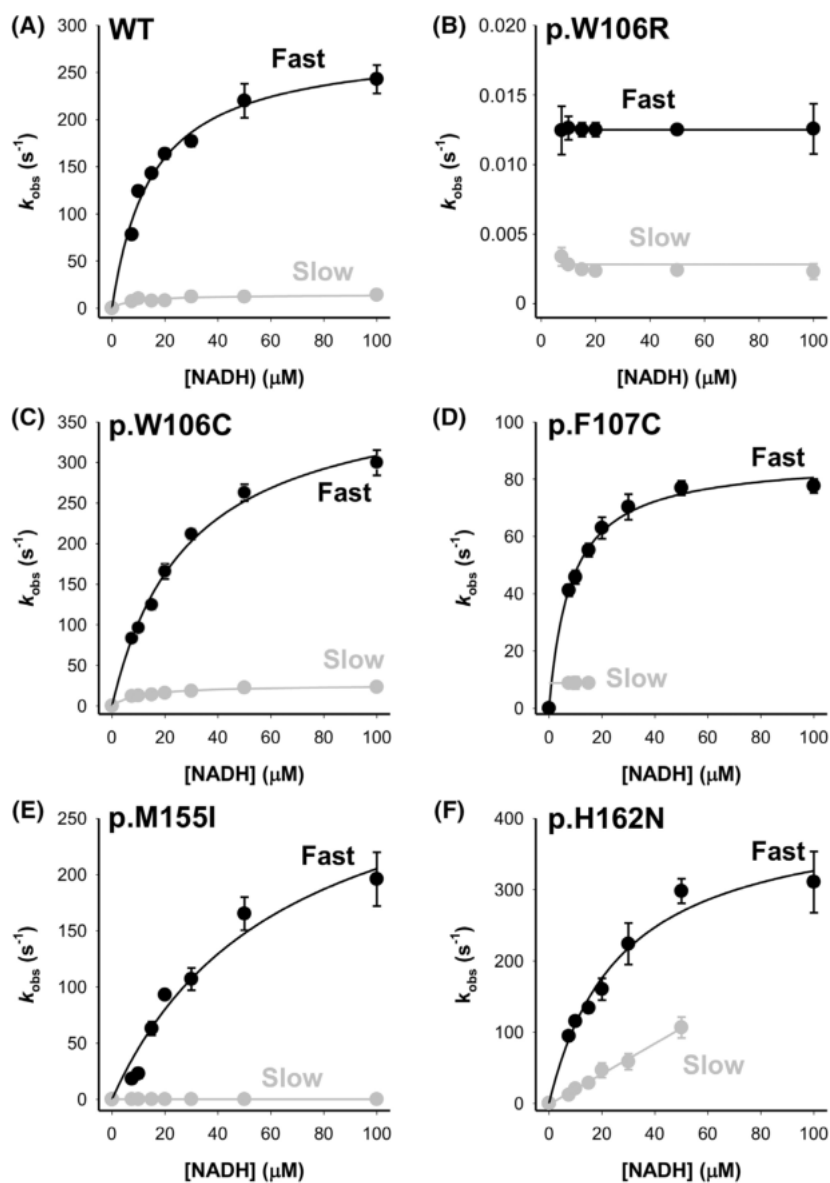 (A) WT
300
250
200
150
100
50
0
kobs (s-1)
Fast
Slow
0 20 40 60 80 100
[NADH) (μM)
(B) p.W106R
0.020
0.015
0.010
0.005
0
kobs (s-1)
Fast
Slow
0 20 40 60 80 100
[NADH) (μM)
(C) p.W106C
350
300
250
200
150
100
50
0
kobs (s-1)
Fast
Slow
0 20 40 60 80 100
[NADH] (μM)
(D) p.F107C
100
80
60
40
20
0
kobs (s-1)
Fast
Slow
0 20 40 60 80 100
[NADH] (μM)
(E) p.M155I
250
200
150
100
50
0
kobs (s-1)
Fast
Slow
0 20 40 60 80 100
[NADH] (μM)
(F) p.H162N
400
300
200
100
0
kobs (s-1)
Fast
Slow
0 20 40 60 80 100
[NADH] (μM)